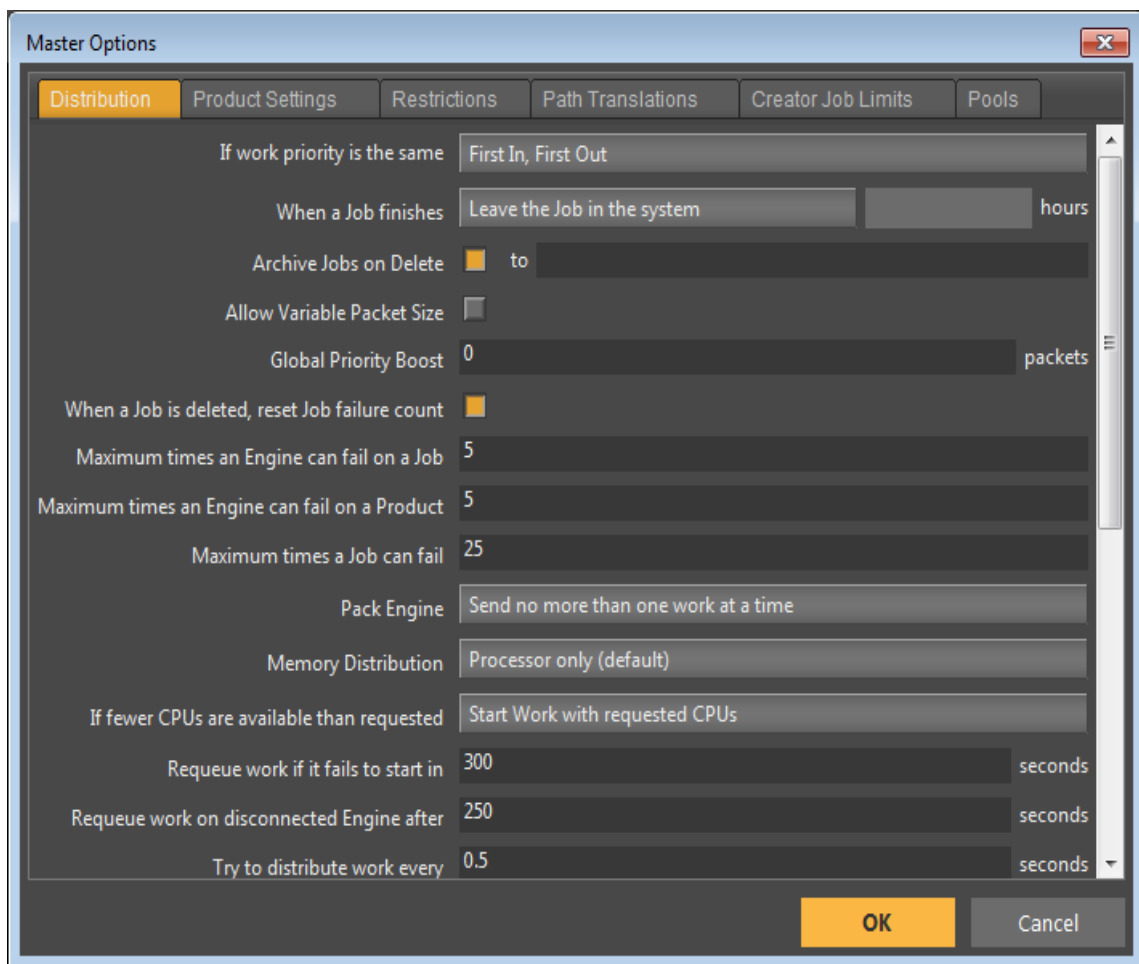 Master Options
Distribution Product Settings Restrictions Path Translations Creator Job Limits Pools
If work priority is the same First In, First Out
When a Job finishes Leave the Job in the system hours
Archive Jobs on Delete to
Allow Variable Packet Size
Global Priority Boost 0 packets
When a Job is deleted, reset Job failure count
Maximum times an Engine can fail on a Job 5
Maximum times an Engine can fail on a Product 5
Maximum times a Job can fail 25
Pack Engine Send no more than one work at a time
Memory Distribution Processor only (default)
If fewer CPUs are available than requested Start Work with requested CPUs
Requeue work if it fails to start in 300 seconds
Requeue work on disconnected Engine after 250 seconds
Try to distribute work every 0.5 seconds
OK Cancel